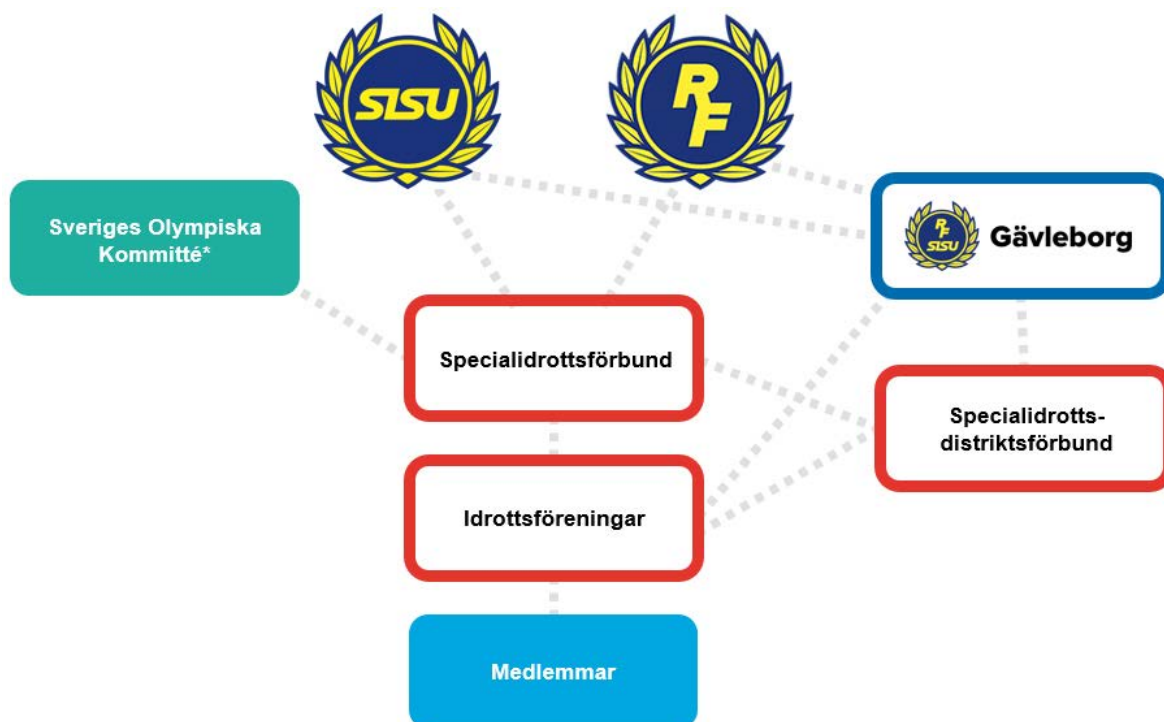 SISU
RF
Sveriges Olympiska
Kommitté*
RF
SISU
Gävleborg
Specialidrottsförbund
Specialidrotts-
distriktsförbund
Idrottsföreningar
Medlemmar